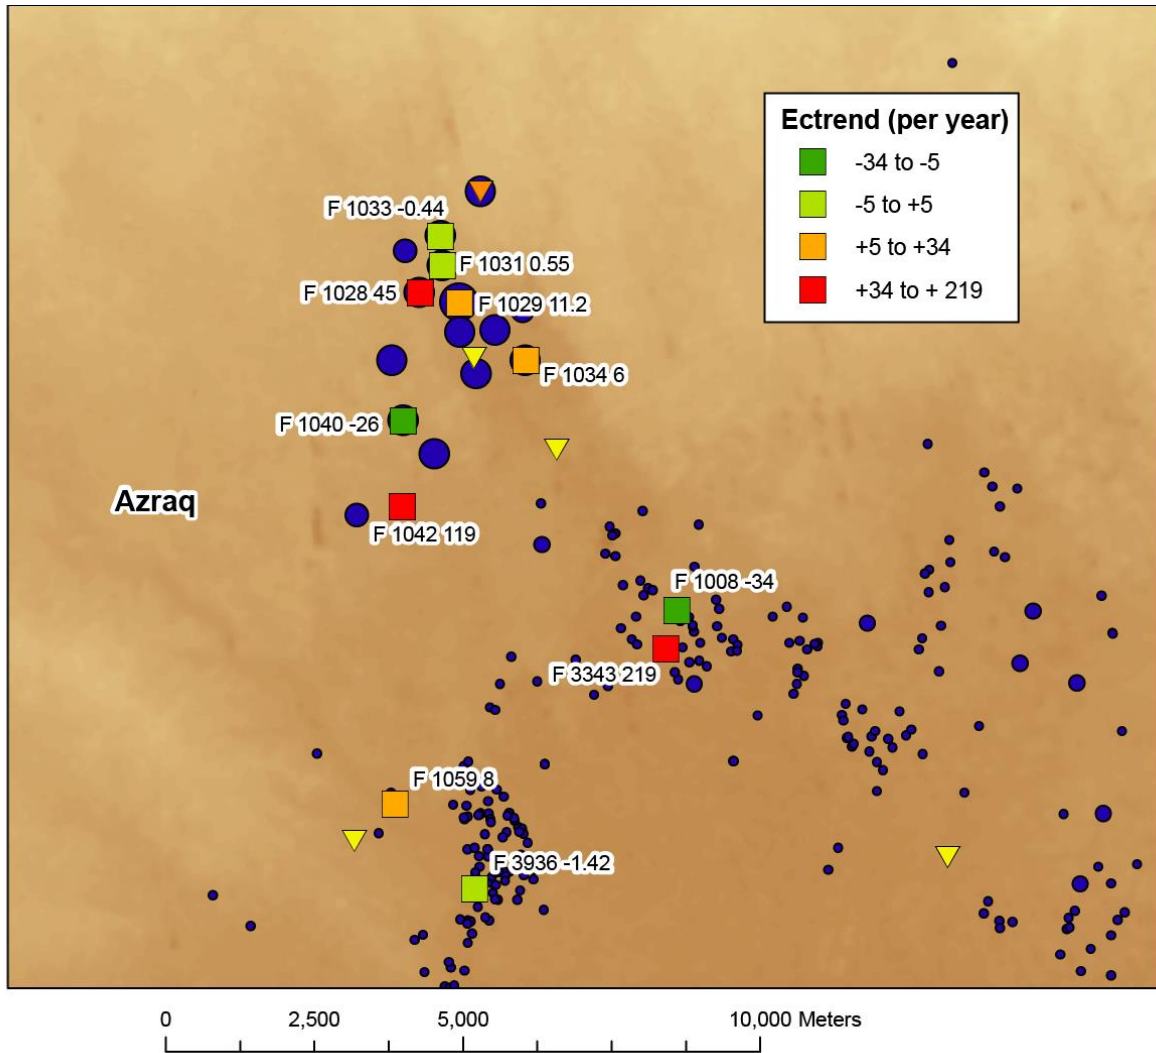 Ectrend (per year)
-34 to -5
-5 to +5
+5 to +34
+34 to + 219
F 1033 -0.44
F 1031 0.55
F 1028 45
F 1029 11.2
F 1034 6
F 1040 -26
Azraq
F 1042 119
F 1008 -34
F 3343 219
F 1059 8
F 3936 -1.42
0 2,500 5,000 10,000 Meters